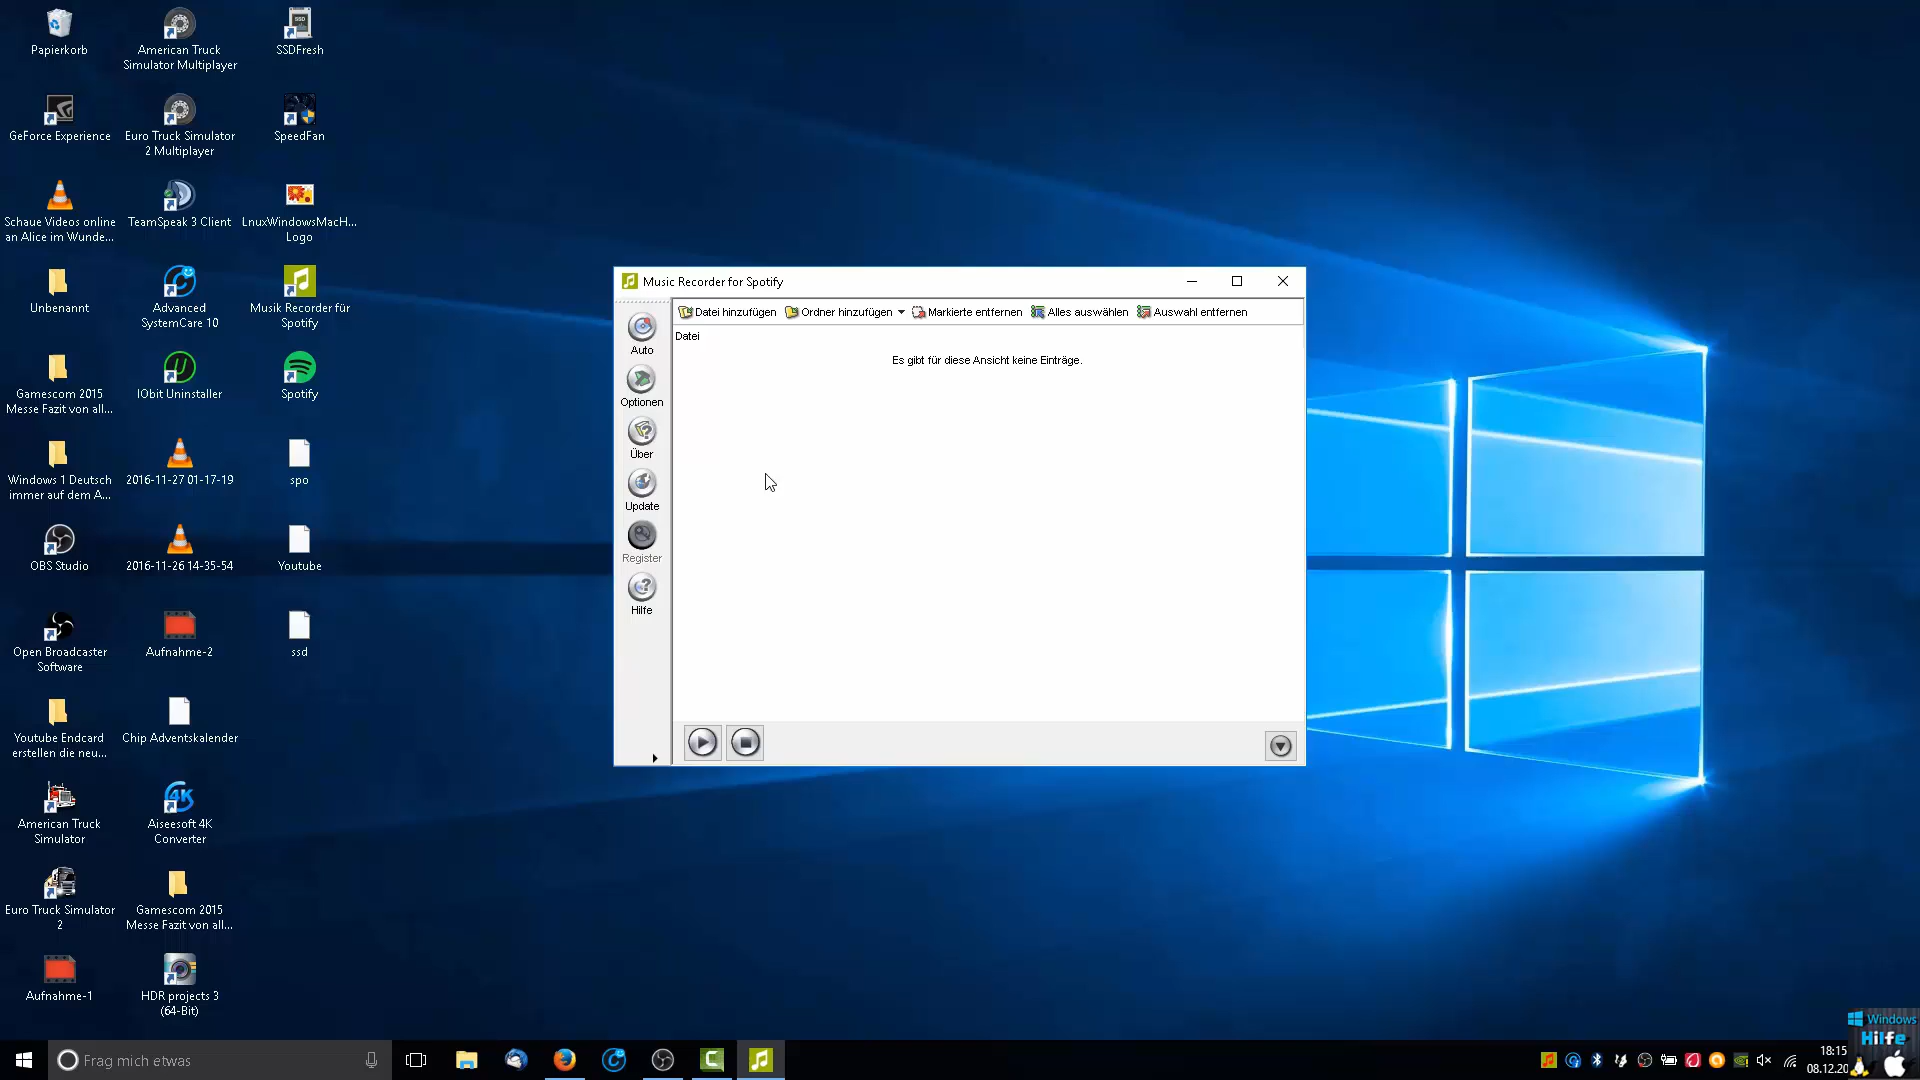 Papierkorb
American Truck
Simulator Multiplayer
SSD
SSDFresh
GeForce Experience
Euro Truck Simulator
2 Multiplayer
SpeedFan
Schaue Videos online
an Alice im Wunde...
TeamSpeak 3 Client
LnuxWindowsMacH...
Logo
Unbenannt
Advanced
SystemCare 10
Musik Recorder für
Spotify
Gamescom 2015
Messe Fazit von all...
IObit Uninstaller
Spotify
Windows 1 Deutsch
immer auf dem A...
2016-11-27 01-17-19
spo
OBS Studio
2016-11-26 14-35-54
Youtube
Open Broadcaster
Software
Aufnahme-2
ssd
Youtube Endcard
erstellen die neu...
Chip Adventskalender
American Truck
Simulator
4K
Aiseesoft 4K
Converter
Euro Truck Simulator
2
Gamescom 2015
Messe Fazit von all...
Aufnahme-1
HDR projects 3
(64-Bit)
Music Recorder for Spotify
Auto
Optionen
Über
Update
Register
Hilfe
Datei hinzufügen
Ordner hinzufügen
Markierte entfernen
Alles auswählen
Auswahl entfernen
Datei
Es gibt für diese Ansicht keine Einträge.
Frag mich etwas
18:15
08.12.20
Windows
Hilfe